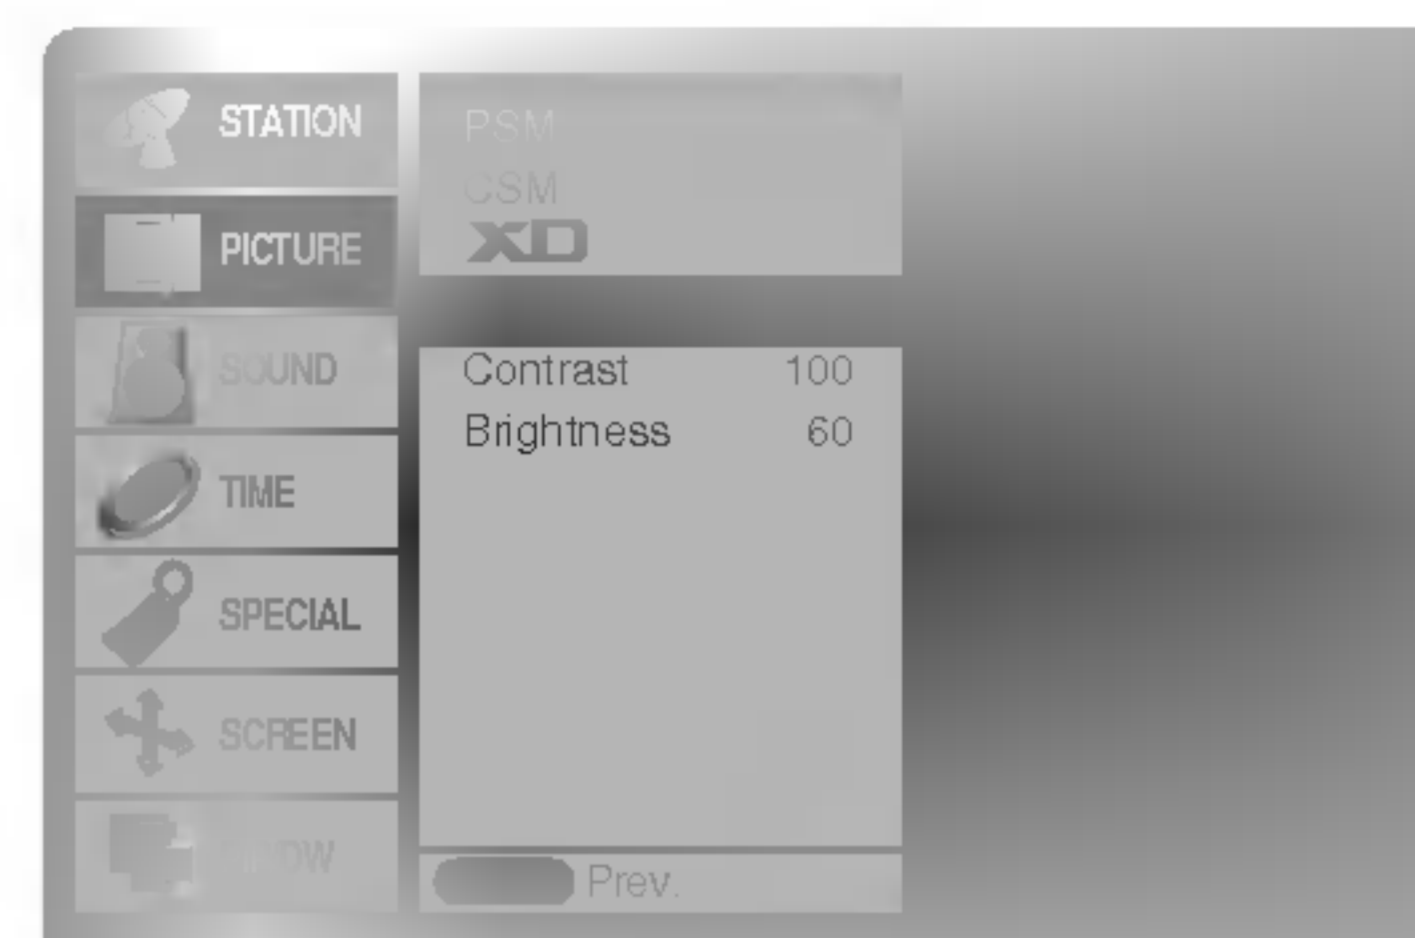 STATION
PICTURE
SOUND
TIME
SPECIAL
SCREEN
PSM
CSM
XD
Contrast 100
Brightness 60
Prev.